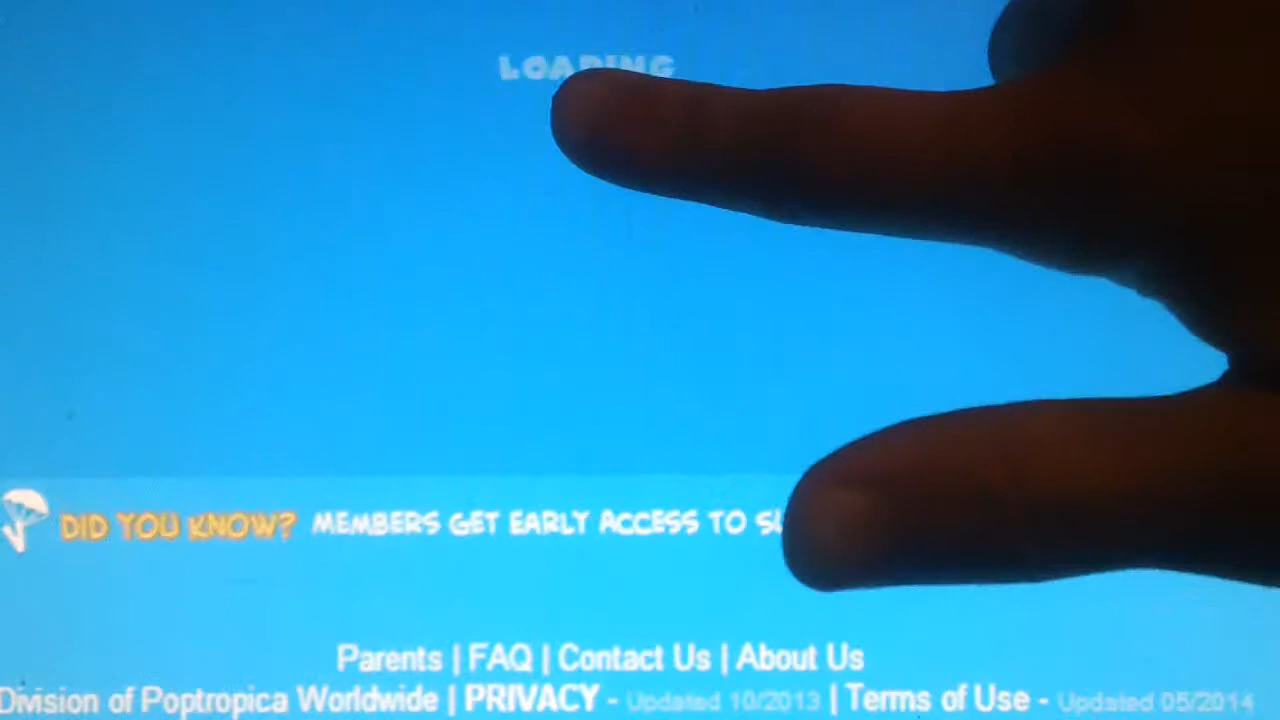 LOADING
DID YOU KNOW? MEMBERS GET EARLY ACCESS TO
Parents | FAQ | Contact Us | About Us
Division of Poptropica Worldwide | PRIVACY - Updated 10/2013 | Terms of Use - Updated 05/2014